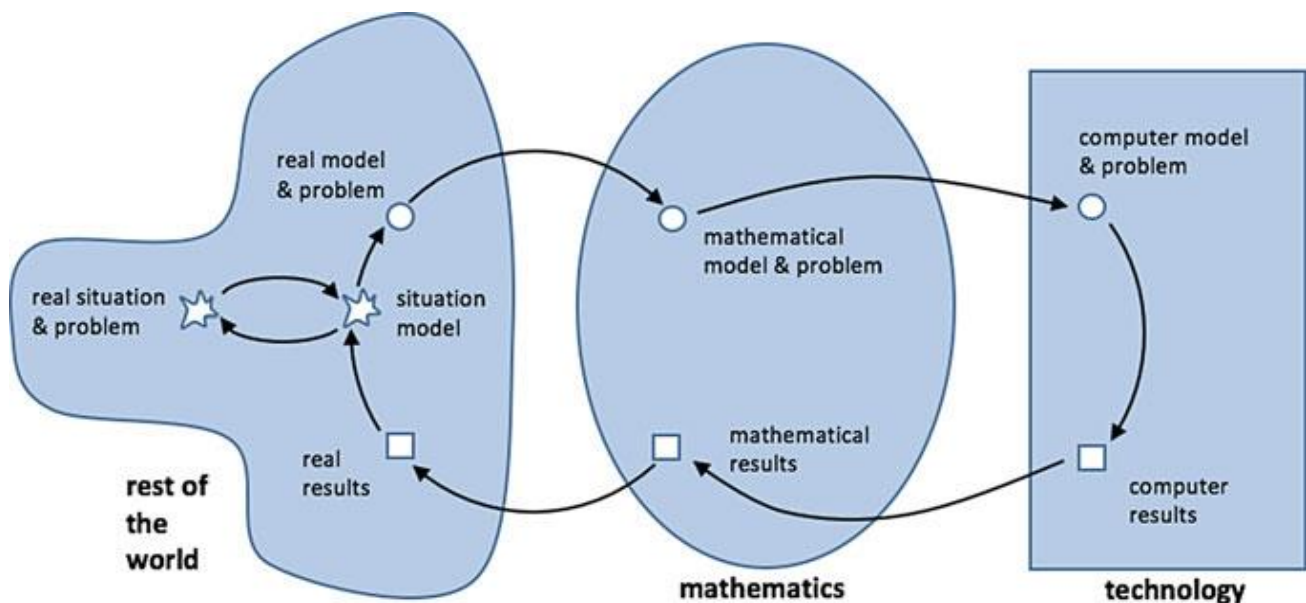 real model
& problem
real situation
& problem
situation
model
real
results
rest of
the
world
mathematical
model & problem
mathematical
results
mathematics
computer model
& problem
computer
results
technology